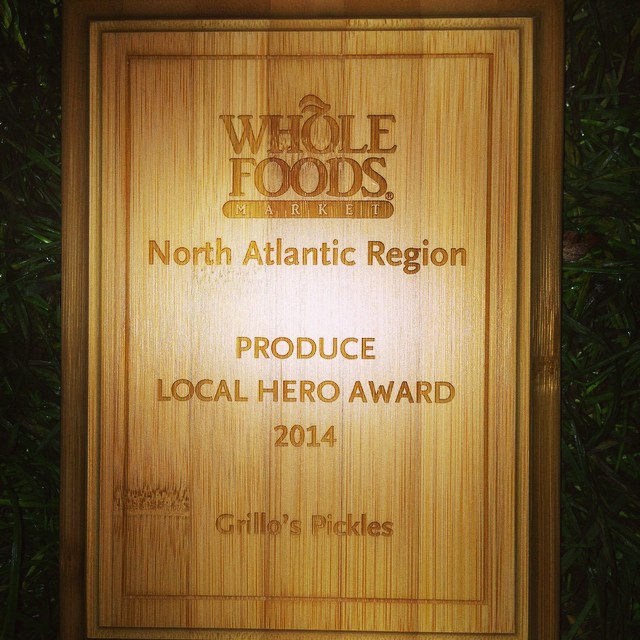 WHOLE
FOODS®
MARKET
North Atlantic Region
PRODUCE
LOCAL HERO AWARD
2014
Grillo's Pickles